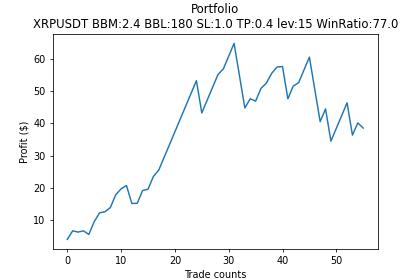 Portfolio
XRPUSDT BBM:2.4 BBL:180 SL:1.0 TP:0.4 lev:15 WinRatio:77.0
60
50
40
30
20
10
Profit ($)
0 10 20 30 40 50
Trade counts